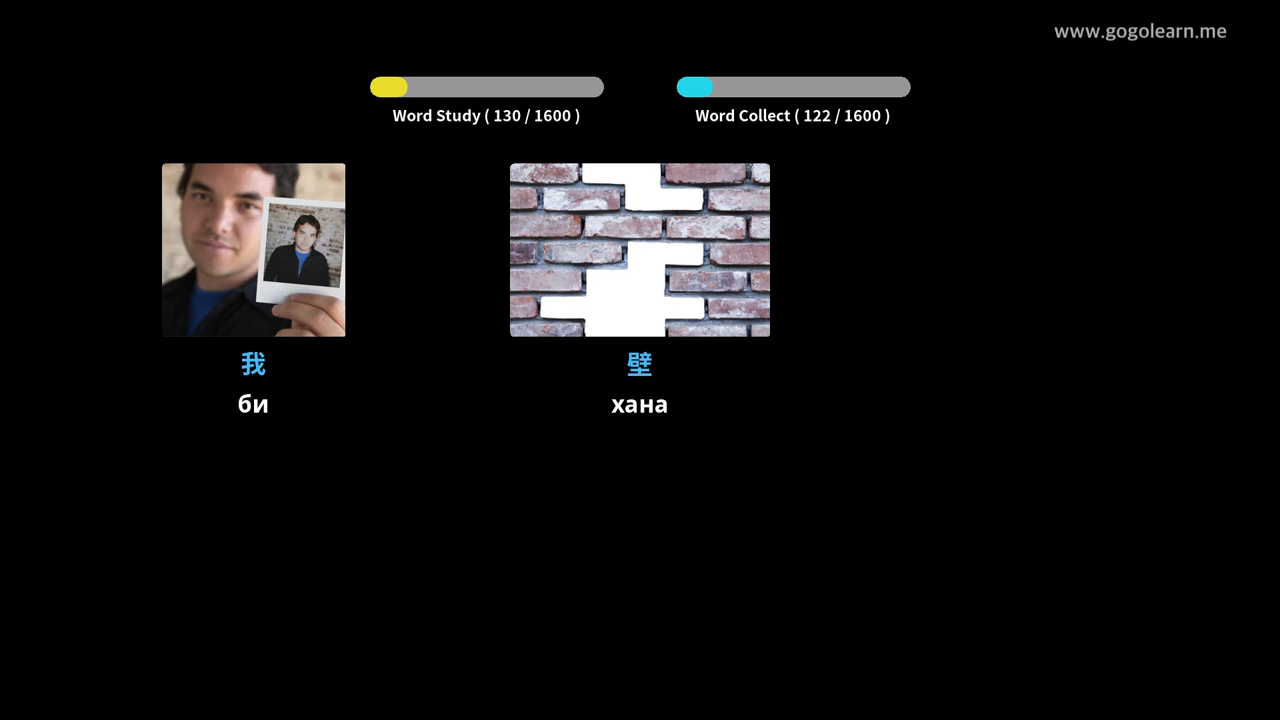 www.gogolearn.me
Word Study ( 130 / 1600 )
Word Collect ( 122 / 1600 )
我
би
壁
хана